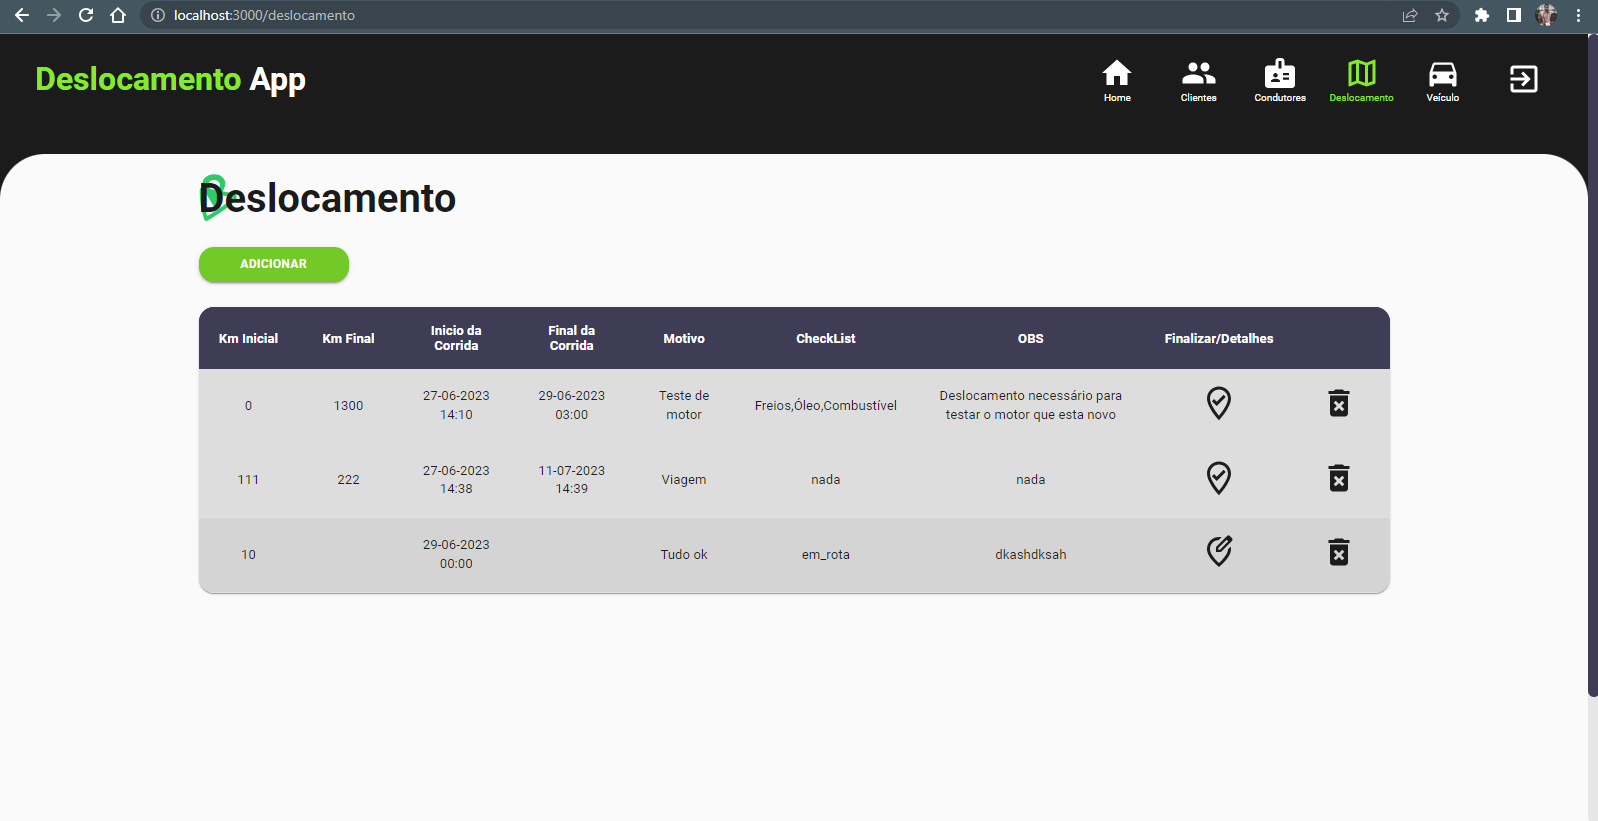 localhost:3000/deslocamento
Deslocamento App
Home
Clientes
Condutores
Deslocamento
Veículo
Deslocamento
ADICIONAR
Km Inicial
Km Final
Inicio da
Corrida
Final da
Corrida
Motivo
CheckList
OBS
Finalizar/Detalhes
0
1300
27-06-2023
14:10
29-06-2023
03:00
Teste de
motor
Freios,Óleo,Combustível
Deslocamento necessário para
testar o motor que esta novo
111
222
27-06-2023
14:38
11-07-2023
14:39
Viagem
nada
nada
10
29-06-2023
00:00
Tudo ok
em_rota
dkashdksah